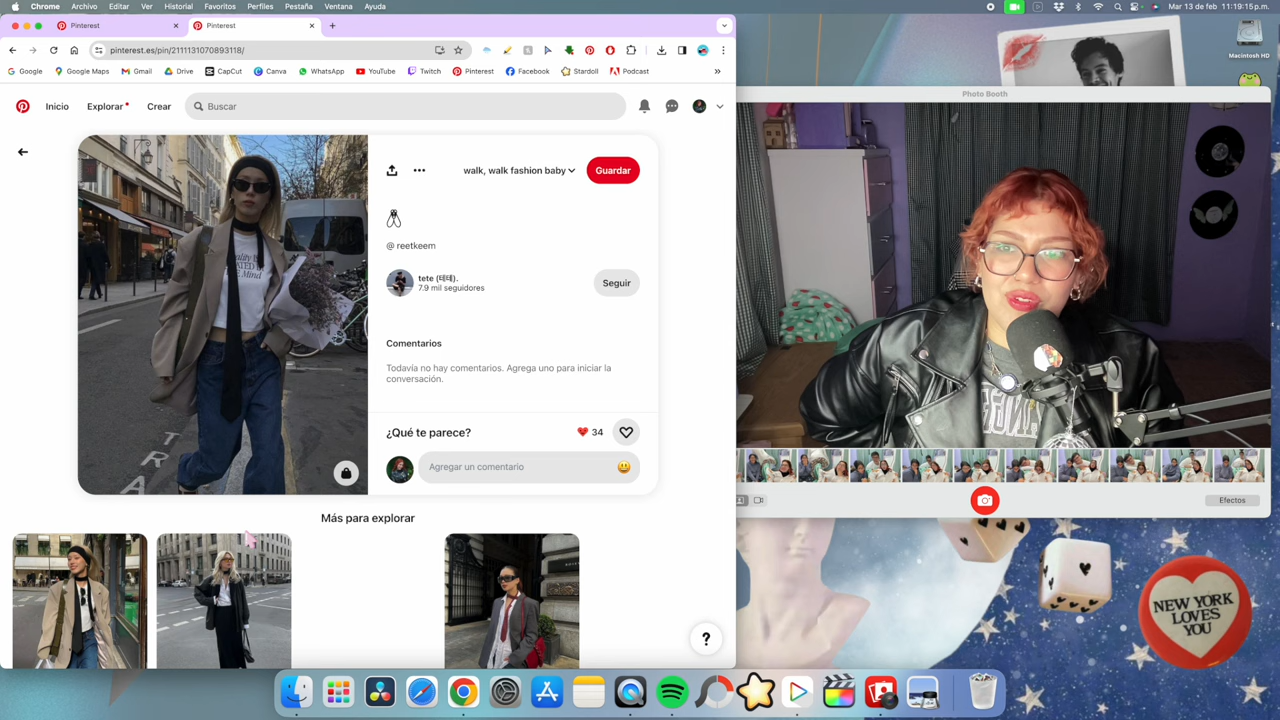 Chrome Archivo Editar Ver Historial Favoritos Perfiles Pestaña Ventana Ayuda
Mar 13 de feb 11:19:15 p.m.
Pinterest
Pinterest
pinterest.es/pin/2111131070893118/
Google Google Maps Gmail Drive CapCut Canva WhatsApp YouTube Twitch Pinterest Facebook Stardoll Podcast
Macintosh HD
Photo Booth
Inicio Explorar Crear Buscar
walk, walk fashion baby Guardar
@ reetkeem
tete (테테).
7.9 mil seguidores
Seguir
Comentarios
Todavía no hay comentarios. Agrega uno para iniciar la
conversación.
¿Qué te parece? 34
Agregar un comentario
Más para explorar
Efectos
?
NEW YORK
LOVES
YOU